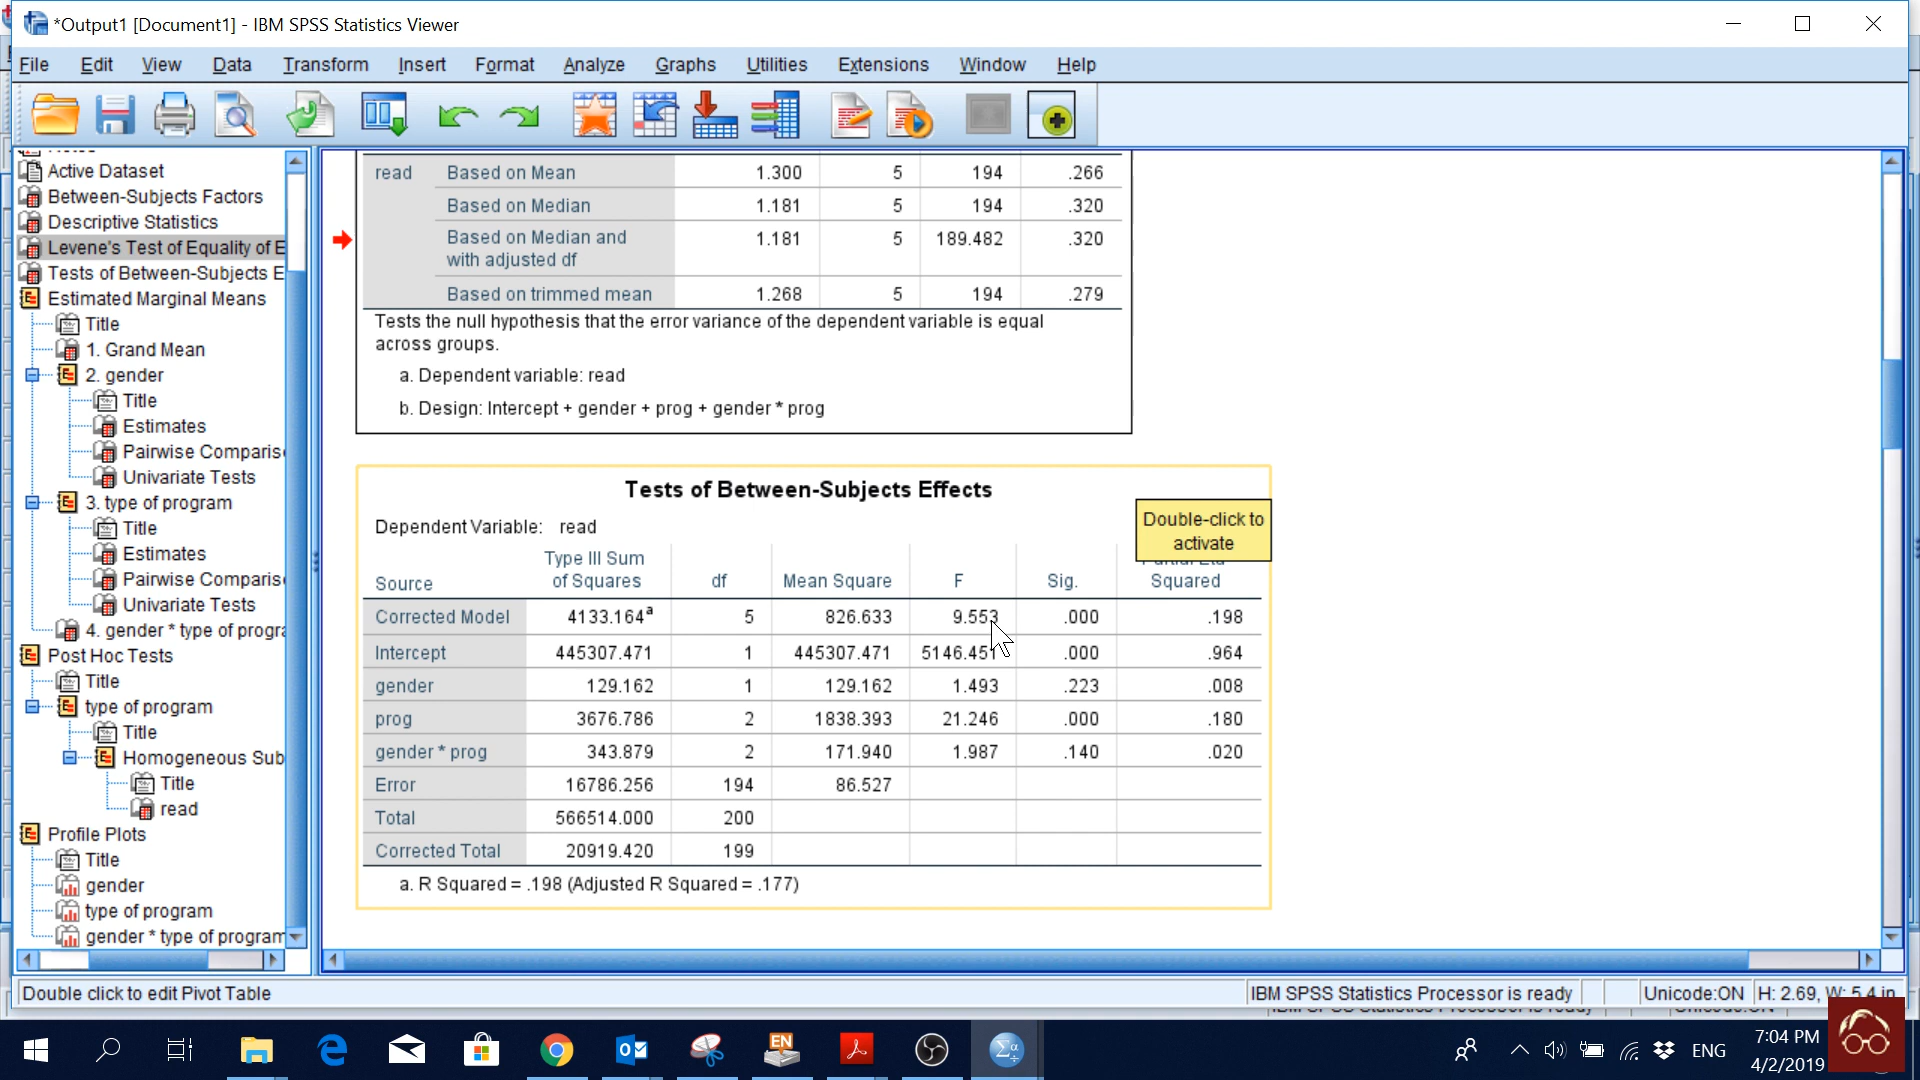 *Output1 [Document1] - IBM SPSS Statistics Viewer
File Edit View Data Transform Insert Format Analyze Graphs Utilities Extensions Window Help
Active Dataset
Between-Subjects Factors
Descriptive Statistics
Levene's Test of Equality of E
Tests of Between-Subjects E
Estimated Marginal Means
Title
1. Grand Mean
2. gender
Title
Estimates
Pairwise Comparis
Univariate Tests
3. type of program
Title
Estimates
Pairwise Comparis
Univariate Tests
4. gender * type of progra
Post Hoc Tests
Title
type of program
Title
Homogeneous Sub
Title
read
Profile Plots
Title
gender
type of program
gender * type of program
read Based on Mean 1.300 5 194 .266
Based on Median 1.181 5 194 .320
Based on Median and with adjusted df 1.181 5 189.482 .320
Based on trimmed mean 1.268 5 194 .279
Tests the null hypothesis that the error variance of the dependent variable is equal
across groups.
a. Dependent variable: read
b. Design: Intercept + gender + prog + gender * prog
Tests of Between-Subjects Effects
Double-click to
activate
Dependent Variable: read
Source Type III Sum of Squares df Mean Square F Sig. Squared
Corrected Model 4133.164a 5 826.633 9.553 .000 .198
Intercept 445307.471 1 445307.471 5146.451 .000 .964
gender 129.162 1 129.162 1.493 .223 .008
prog 3676.786 2 1838.393 21.246 .000 .180
gender * prog 343.879 2 171.940 1.987 .140 .020
Error 16786.256 194 86.527
Total 566514.000 200
Corrected Total 20919.420 199
a. R Squared = .198 (Adjusted R Squared = .177)
Double click to edit Pivot Table
IBM SPSS Statistics Processor is ready Unicode:ON H: 2.69, W: 5.4 in
EN
ENG
7:04 PM
4/2/2019